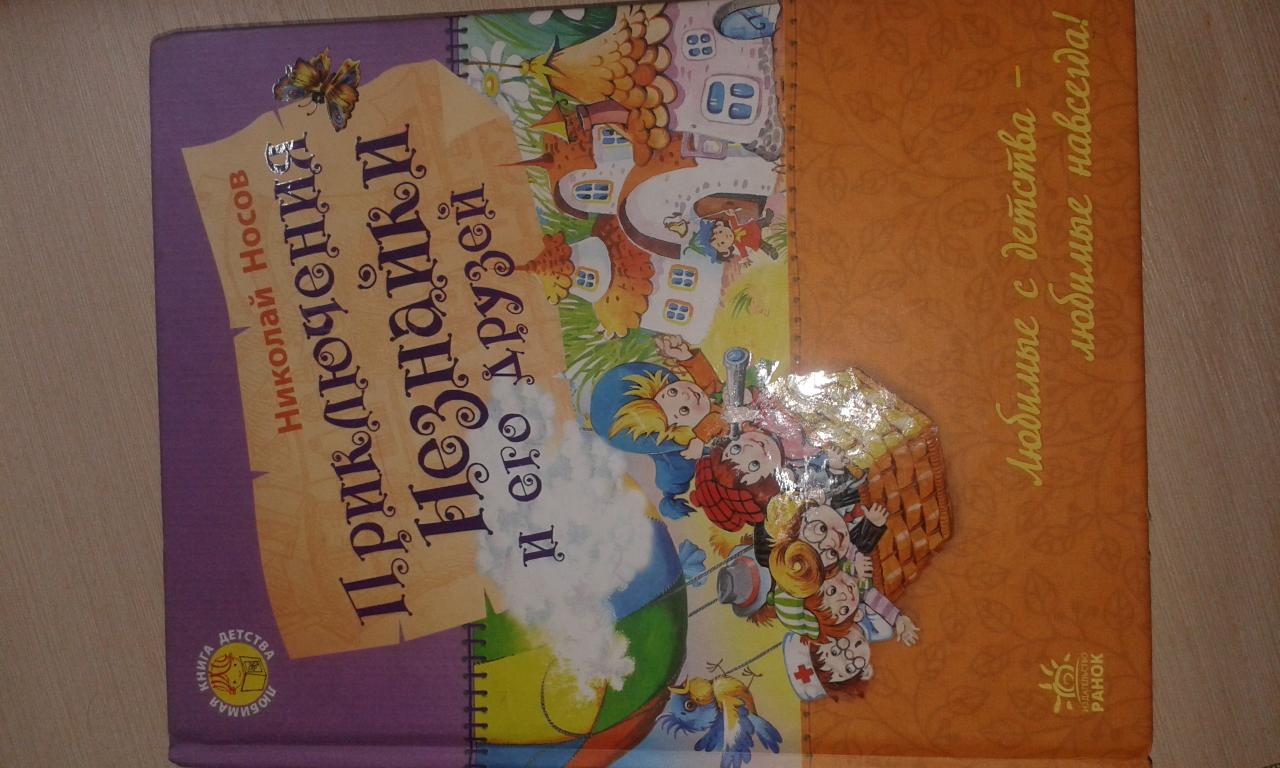 Николай Носов
Приключения
Незнайки
и его друзей
ЛЮБИМАЯ КНИГА ДЕТСТВА
любимые с детства –
любимые навсегда!
ИЗДАТЕЛЬСТВО
РАНОК